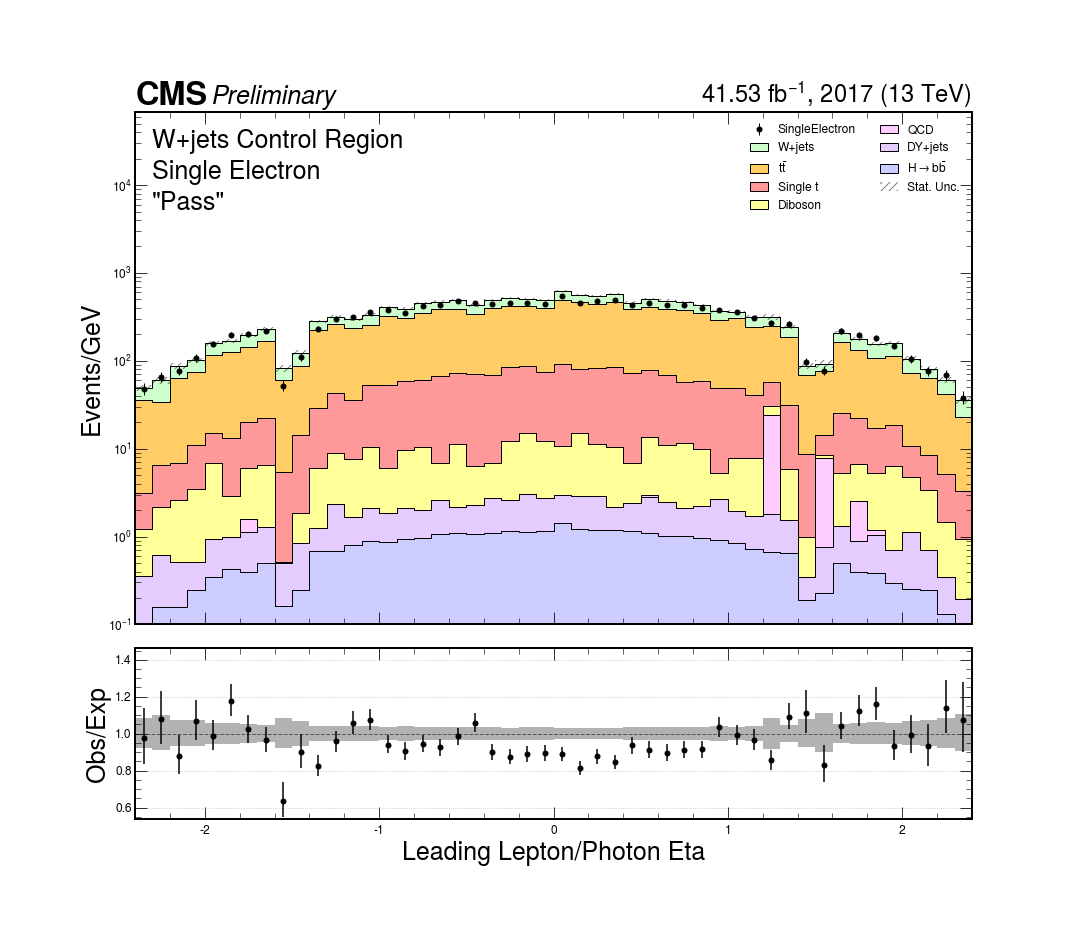 CMS Preliminary 41.53 fb⁻¹, 2017 (13 TeV)
W+jets Control Region
Single Electron
"Pass"
SingleElectron
W+jets
tt̄
Single t
Diboson
QCD
DY+jets
H→bb̄
Stat. Unc.
Events/GeV
10⁴
10³
10²
10¹
10⁰
10⁻¹
Obs/Exp
1.4
1.2
1.0
0.8
0.6
-2 -1 0 1 2
Leading Lepton/Photon Eta